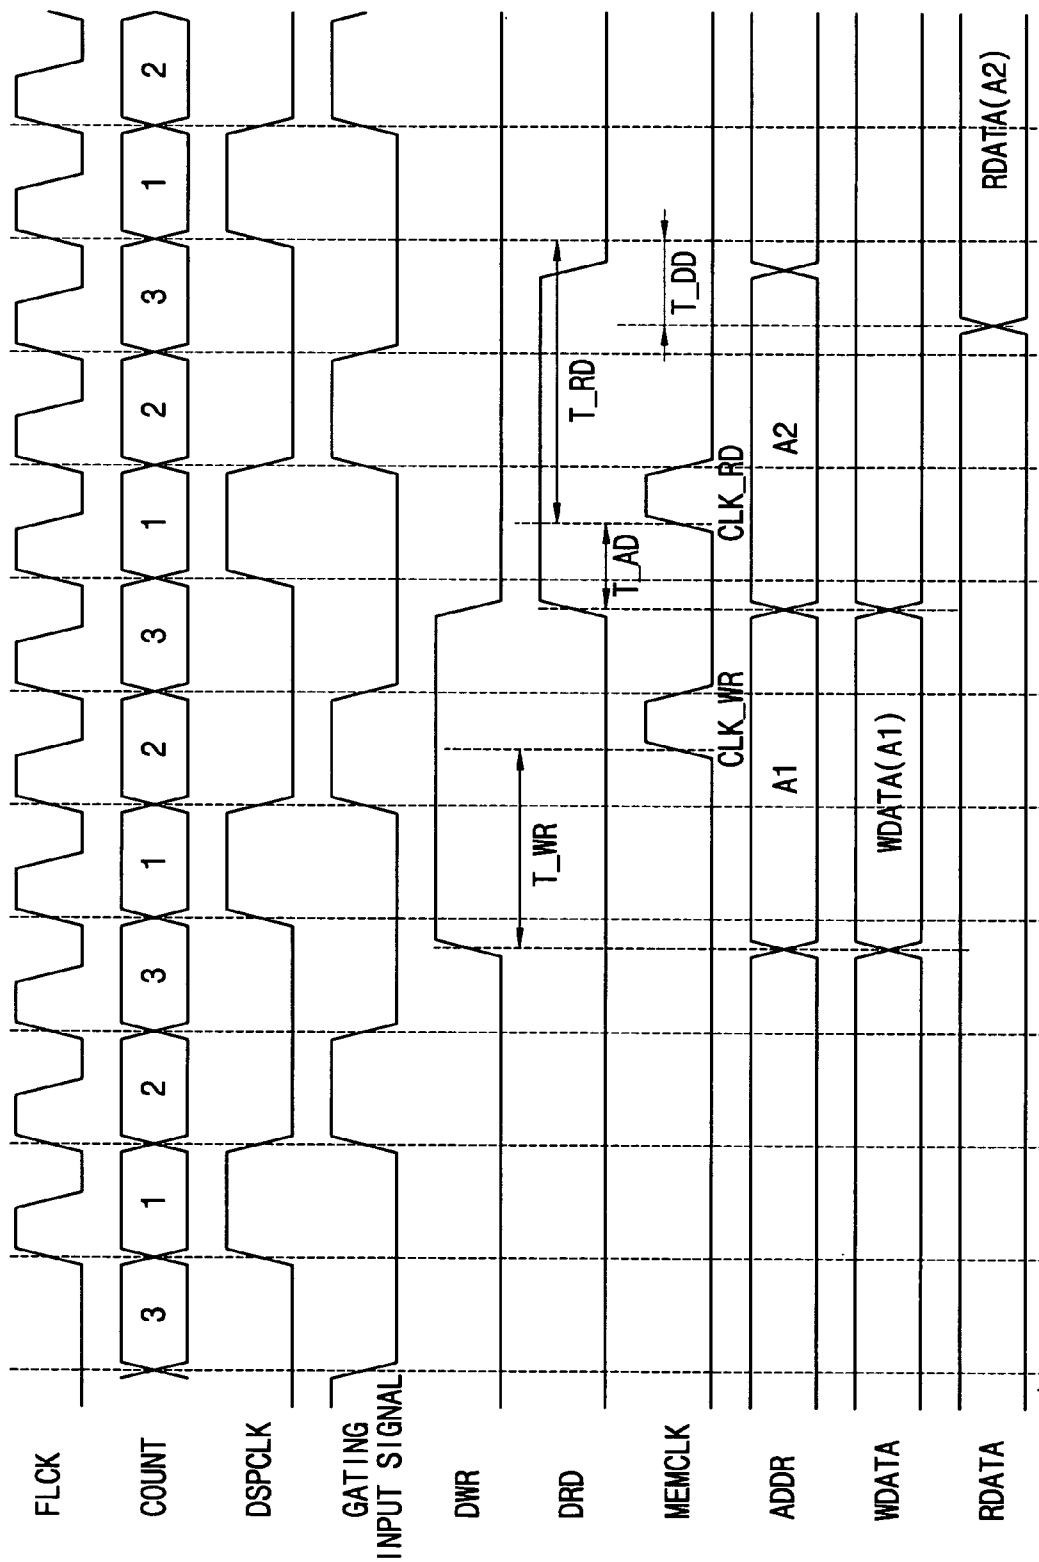 FLCK
COUNT 3 1 2 3 1 2 3 1 2 3 1 2
DSPCLK
GATING
INPUT SIGNAL
DWR T_WR
DRD T_AD T_RD
MEMCLK CLK_WR CLK_RD T_DD
ADDR A1 A2
WDATA WDATA(A1)
RDATA RDATA(A2)